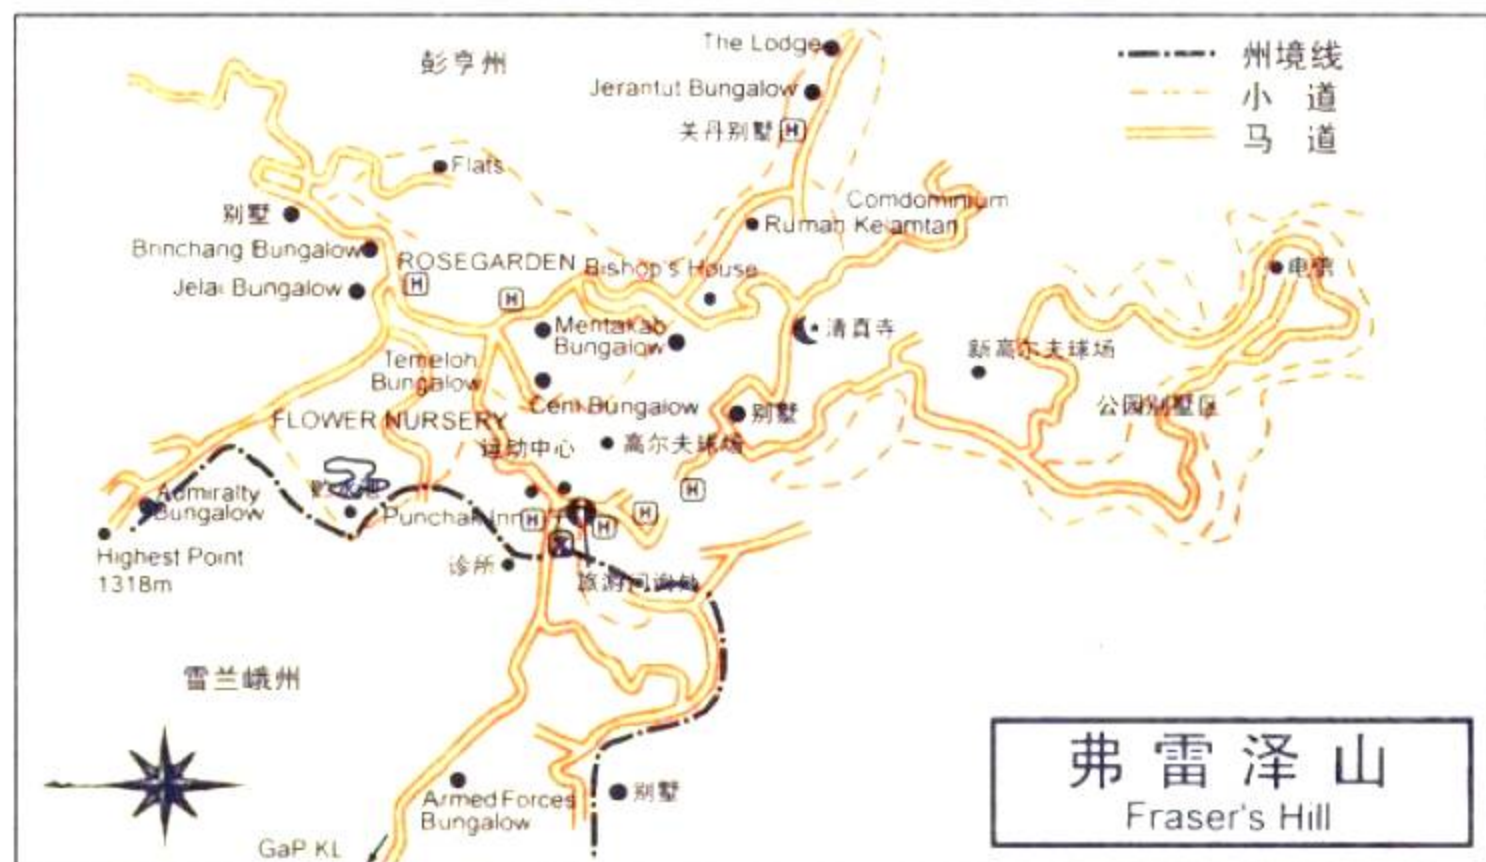 彭亨州
The Lodge
Jerantut Bungalow
关丹别墅 H
州境线
小 道
马 道
Flats
别墅
Brinchang Bungalow
Jelai Bungalow
ROSEGARDEN
H
H
Bishop's House
Comdominium
Rumah Kelamtan
Mentakab
Bungalow
清真寺
新高尔夫球场
公园别墅区
Temeloh
Bungalow
Cem Bungalow
别墅
FLOWER NURSERY
运动中心
高尔夫球场
Admiralty
Bungalow
Punchak Inn
H
H
H
H
Highest Point
1318m
诊所
旅游问询处
雪兰峨州
Armed Forces
Bungalow
别墅
GaP KL
弗雷泽山
Fraser's Hill